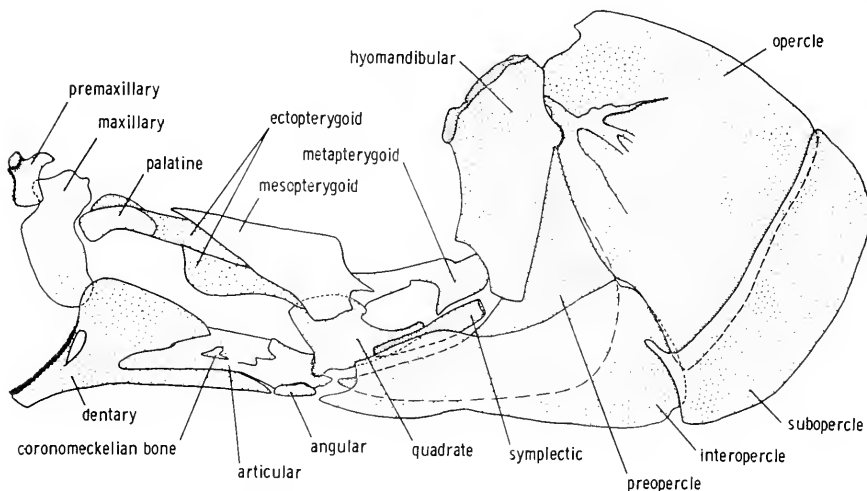 opercle
hyomandibular
premaxillary
ectopterygoid
maxillary
metapterygoid
palatine
mesopterygoid
dentary
subopercle
coronomeckelian bone
angular
quadrate
symplectic
interopercle
articular
preopercle